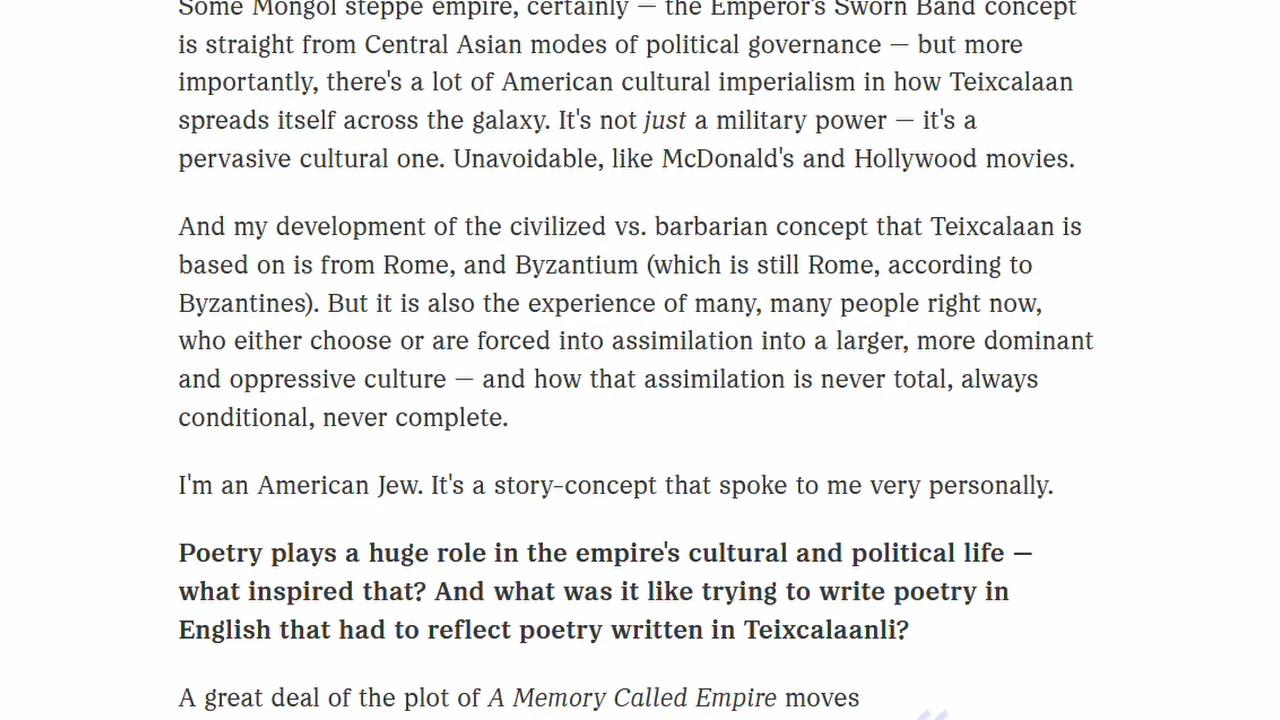 Some Mongol steppe empire, certainly — the Emperor's Sworn Band concept
is straight from Central Asian modes of political governance — but more
importantly, there's a lot of American cultural imperialism in how Teixcalaan
spreads itself across the galaxy. It's not just a military power — it's a
pervasive cultural one. Unavoidable, like McDonald's and Hollywood movies.
And my development of the civilized vs. barbarian concept that Teixcalaan is
based on is from Rome, and Byzantium (which is still Rome, according to
Byzantines). But it is also the experience of many, many people right now,
who either choose or are forced into assimilation into a larger, more dominant
and oppressive culture — and how that assimilation is never total, always
conditional, never complete.
I'm an American Jew. It's a story-concept that spoke to me very personally.
Poetry plays a huge role in the empire's cultural and political life —
what inspired that? And what was it like trying to write poetry in
English that had to reflect poetry written in Teixcalaanli?
A great deal of the plot of A Memory Called Empire moves